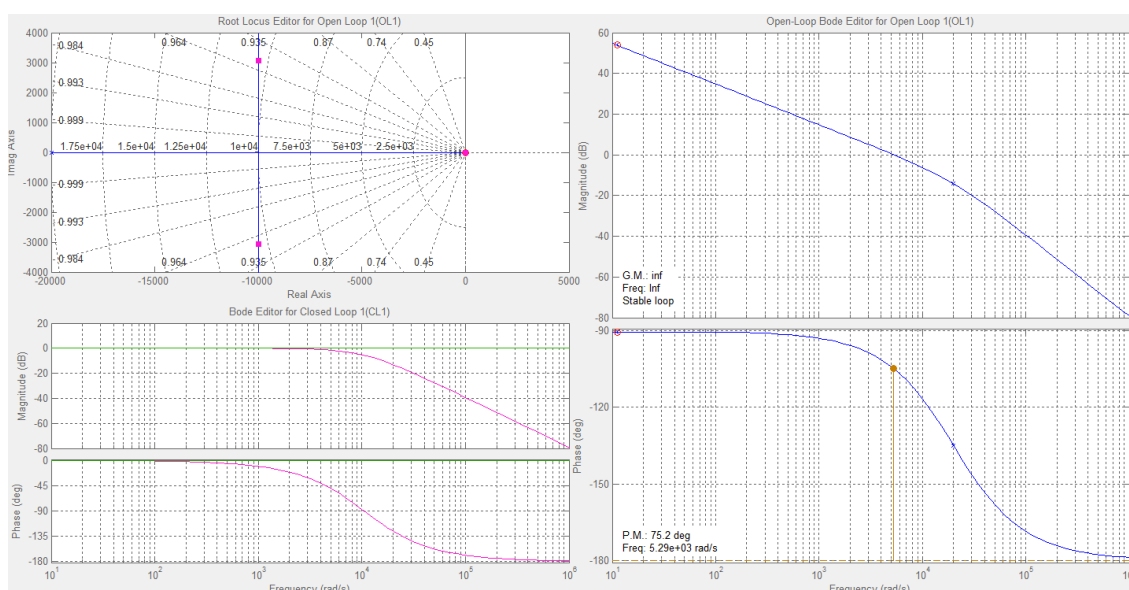 Root Locus Editor for Open Loop 1(OL1)
4000
3000
2000
1000
0
-1000
-2000
-3000
-4000
Imag Axis
0.984
0.964
0.935
0.87
0.74
0.45
0.993
0.999
1.75e+04
1.5e+04
1.25e+04
1e+04
7.5e+03
5e+03
2.5e+03
0.999
0.993
0.984
0.964
0.935
0.87
0.74
0.45
-20000
-15000
-10000
-5000
0
5000
Real Axis
Bode Editor for Closed Loop 1(CL1)
20
0
-20
-40
-60
-80
Magnitude (dB)
0
-45
-90
-135
-180
Phase (deg)
10^1
10^2
10^3
10^4
10^5
10^6
Frequency (rad/s)
Open-Loop Bode Editor for Open Loop 1(OL1)
60
40
20
0
-20
-40
-60
-80
Magnitude (dB)
G.M.: inf
Freq: Inf
Stable loop
-90
-120
-150
-180
Phase (deg)
P.M.: 75.2 deg
Freq: 5.29e+03 rad/s
10^1
10^2
10^3
10^4
10^5
Frequency (rad/s)